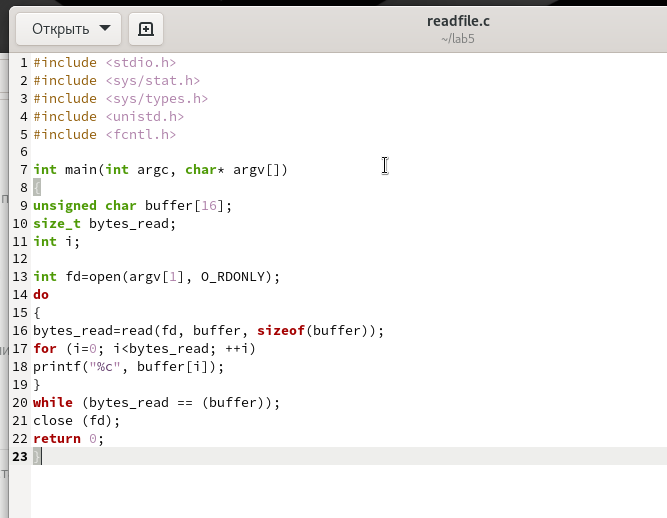 Открыть
readfile.c
~/lab5
1 #include <stdio.h>
2 #include <sys/stat.h>
3 #include <sys/types.h>
4 #include <unistd.h>
5 #include <fcntl.h>
6
7 int main(int argc, char* argv[])
8 {
9 unsigned char buffer[16];
10 size_t bytes_read;
11 int i;
12
13 int fd=open(argv[1], O_RDONLY);
14 do
15 {
16 bytes_read=read(fd, buffer, sizeof(buffer));
17 for (i=0; i<bytes_read; ++i)
18 printf("%c", buffer[i]);
19 }
20 while (bytes_read == (buffer));
21 close (fd);
22 return 0;
23 }